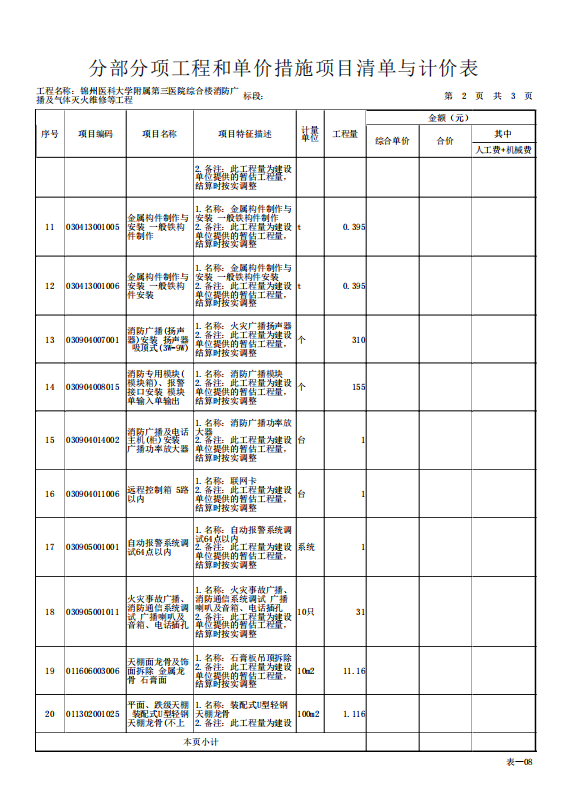 分部分项工程和单价措施项目清单与计价表
工程名称：锦州医科大学附属第三医院综合楼消防广
播及气体灭火维修等工程
标段：
第 2 页 共 3 页
序号 项目编码 项目名称 项目特征描述 计量单位 工程量 金额（元）
综合单价 合价 其中
人工费+机械费
2.备注：此工程量为建设
单位提供的暂估工程量，
结算时按实调整
11 030413001005
金属构件制作与
安装 一般铁构
件制作
1.名称：金属构件制作与
安装 一般铁构件制作
2.备注：此工程量为建设
单位提供的暂估工程量，
结算时按实调整
t 0.395
12 030413001006
金属构件制作与
安装 一般铁构
件安装
1.名称：金属构件制作与
安装 一般铁构件安装
2.备注：此工程量为建设
单位提供的暂估工程量，
结算时按实调整
t 0.395
13 030904007001
消防广播(扬声
器)安装 扬声器
吸顶式(3W-9W)
1.名称：火灾广播扬声器
2.备注：此工程量为建设
单位提供的暂估工程量，
结算时按实调整
个 310
14 030904008015
消防专用模块(
模块箱)、报警
接口安装 模块
单输入单输出
1.名称：消防广播模块
2.备注：此工程量为建设
单位提供的暂估工程量，
结算时按实调整
个 155
15 030904014002
消防广播及电话
主机(柜)安装
广播功率放大器
1.名称：消防广播功率放
大器
2.备注：此工程量为建设
单位提供的暂估工程量，
结算时按实调整
台 1
16 030904011006
远程控制箱 5路
以内
1.名称：联网卡
2.备注：此工程量为建设
单位提供的暂估工程量，
结算时按实调整
台 1
17 030905001001
自动报警系统调
试64点以内
1.名称：自动报警系统调
试64点以内
2.备注：此工程量为建设
单位提供的暂估工程量，
结算时按实调整
系统 1
18 030905001011
火灾事故广播、
消防通信系统调
试 广播喇叭及
音箱、电话插孔
1.名称：火灾事故广播、
消防通信系统调试 广播
喇叭及音箱、电话插孔
2.备注：此工程量为建设
单位提供的暂估工程量，
结算时按实调整
10只 31
19 011606003006
天棚面龙骨及饰
面拆除 金属龙
骨 石膏面
1.名称：石膏板吊顶拆除
2.备注：此工程量为建设
单位提供的暂估工程量，
结算时按实调整
10m2 11.16
20 011302001025
平面、跌级天棚
装配式U型轻钢
天棚龙骨(不上
1.名称：装配式U型轻钢
天棚龙骨
2.备注：此工程量为建设
100m2 1.116
本页小计
表—08